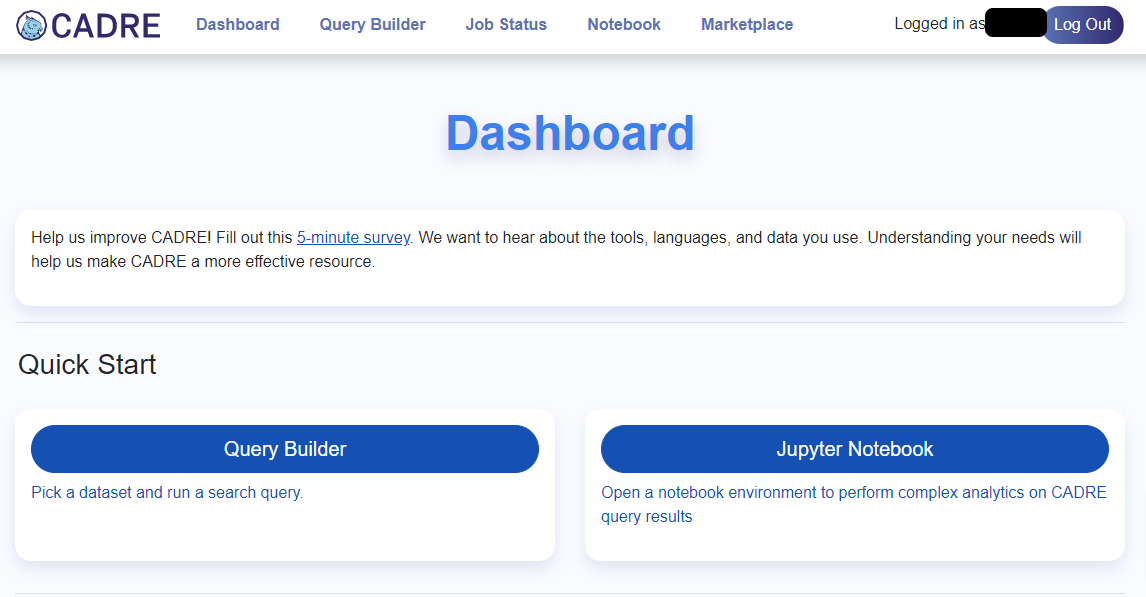 CADRE Dashboard Query Builder Job Status Notebook Marketplace Logged in as Log Out
Dashboard
Help us improve CADRE! Fill out this 5-minute survey. We want to hear about the tools, languages, and data you use. Understanding your needs will
help us make CADRE a more effective resource.
Quick Start
Query Builder
Pick a dataset and run a search query.
Jupyter Notebook
Open a notebook environment to perform complex analytics on CADRE
query results